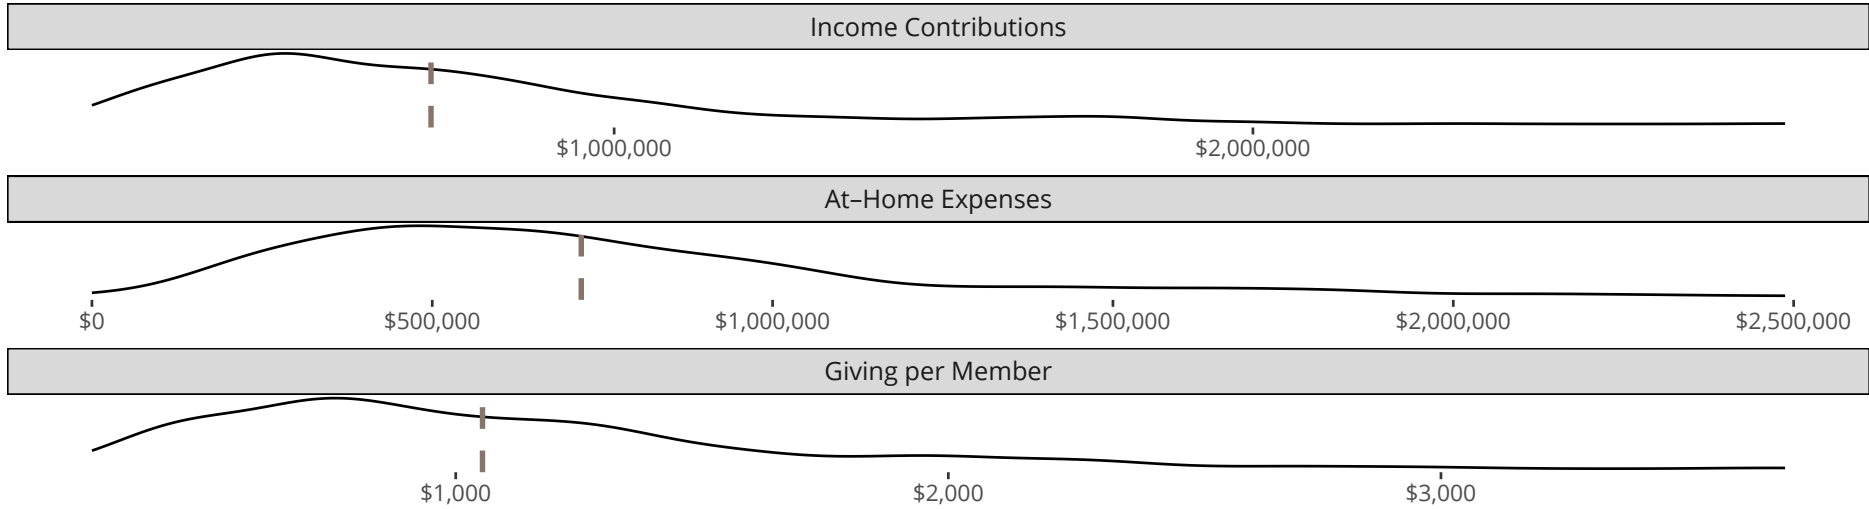 Income Contributions
$1,000,000 $2,000,000
At–Home Expenses
$0 $500,000 $1,000,000 $1,500,000 $2,000,000 $2,500,000
Giving per Member
$1,000 $2,000 $3,000